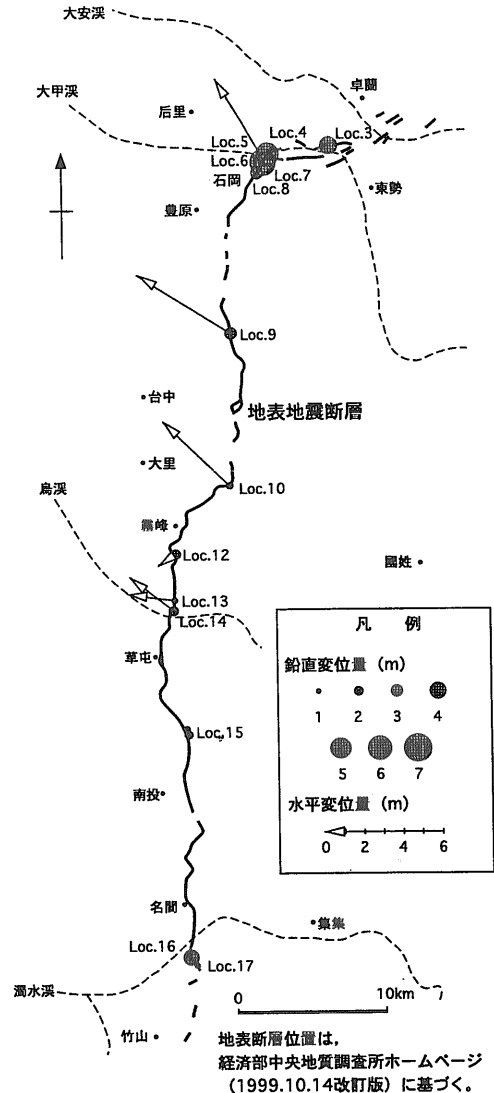 大安渓
大甲渓
卓蘭
后里
Loc.5
Loc.4
Loc.3
Loc.6
Loc.7
石岡
Loc.8
東勢
豊原
Loc.9
台中
地表地震断層
大里
烏渓
Loc.10
霧峰
Loc.12
國姓
Loc.13
Loc.14
草屯
Loc.15
南投
名間
集集
Loc.16
Loc.17
濁水渓
竹山
凡 例
鉛直変位量（m）
1 2 3 4
5 6 7
水平変位量（m）
0 2 4 6
0 10km
地表断層位置は，
経済部中央地質調査所ホームページ
（1999.10.14改訂版）に基づく。